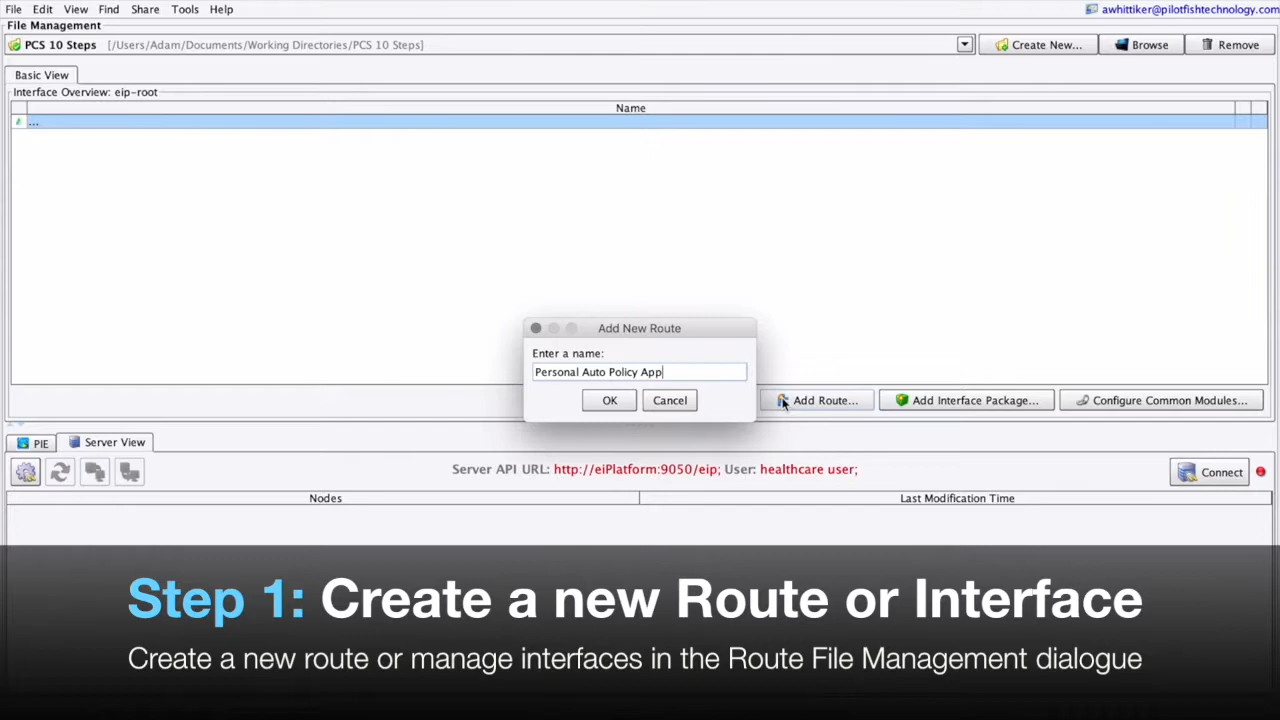 File Edit View Find Share Tools Help awhittiker@pilotfishtechnology.com
File Management
PCS 10 Steps [/Users/Adam/Documents/Working Directories/PCS 10 Steps] Create New... Browse Remove
Basic View
Interface Overview: eip-root
Name
...
Add New Route
Enter a name:
Personal Auto Policy App
OK Cancel Add Route... Add Interface Package... Configure Common Modules...
PIE Server View
Server API URL: http://eiPlatform:9050/eip; User: healthcare user; Connect
Nodes Last Modification Time
Step 1: Create a new Route or Interface
Create a new route or manage interfaces in the Route File Management dialogue